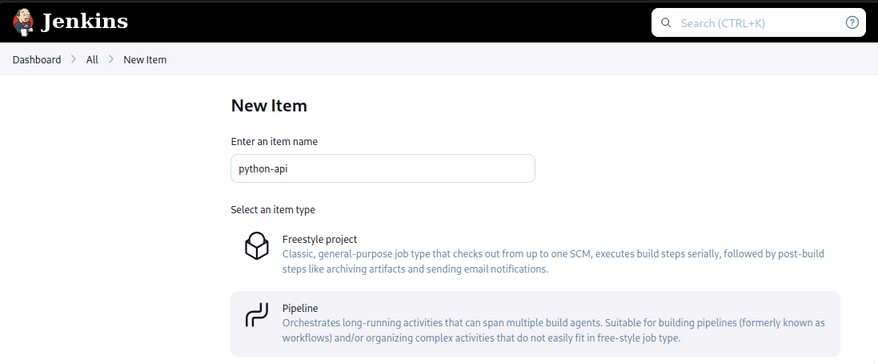 Jenkins
Search (CTRL+K)
Dashboard > All > New Item
New Item
Enter an item name
python-api
Select an item type
Freestyle project
Classic, general-purpose job type that checks out from up to one SCM, executes build steps serially, followed by post-build
steps like archiving artifacts and sending email notifications.
Pipeline
Orchestrates long-running activities that can span multiple build agents. Suitable for building pipelines (formerly known as
workflows) and/or organizing complex activities that do not easily fit in free-style job type.